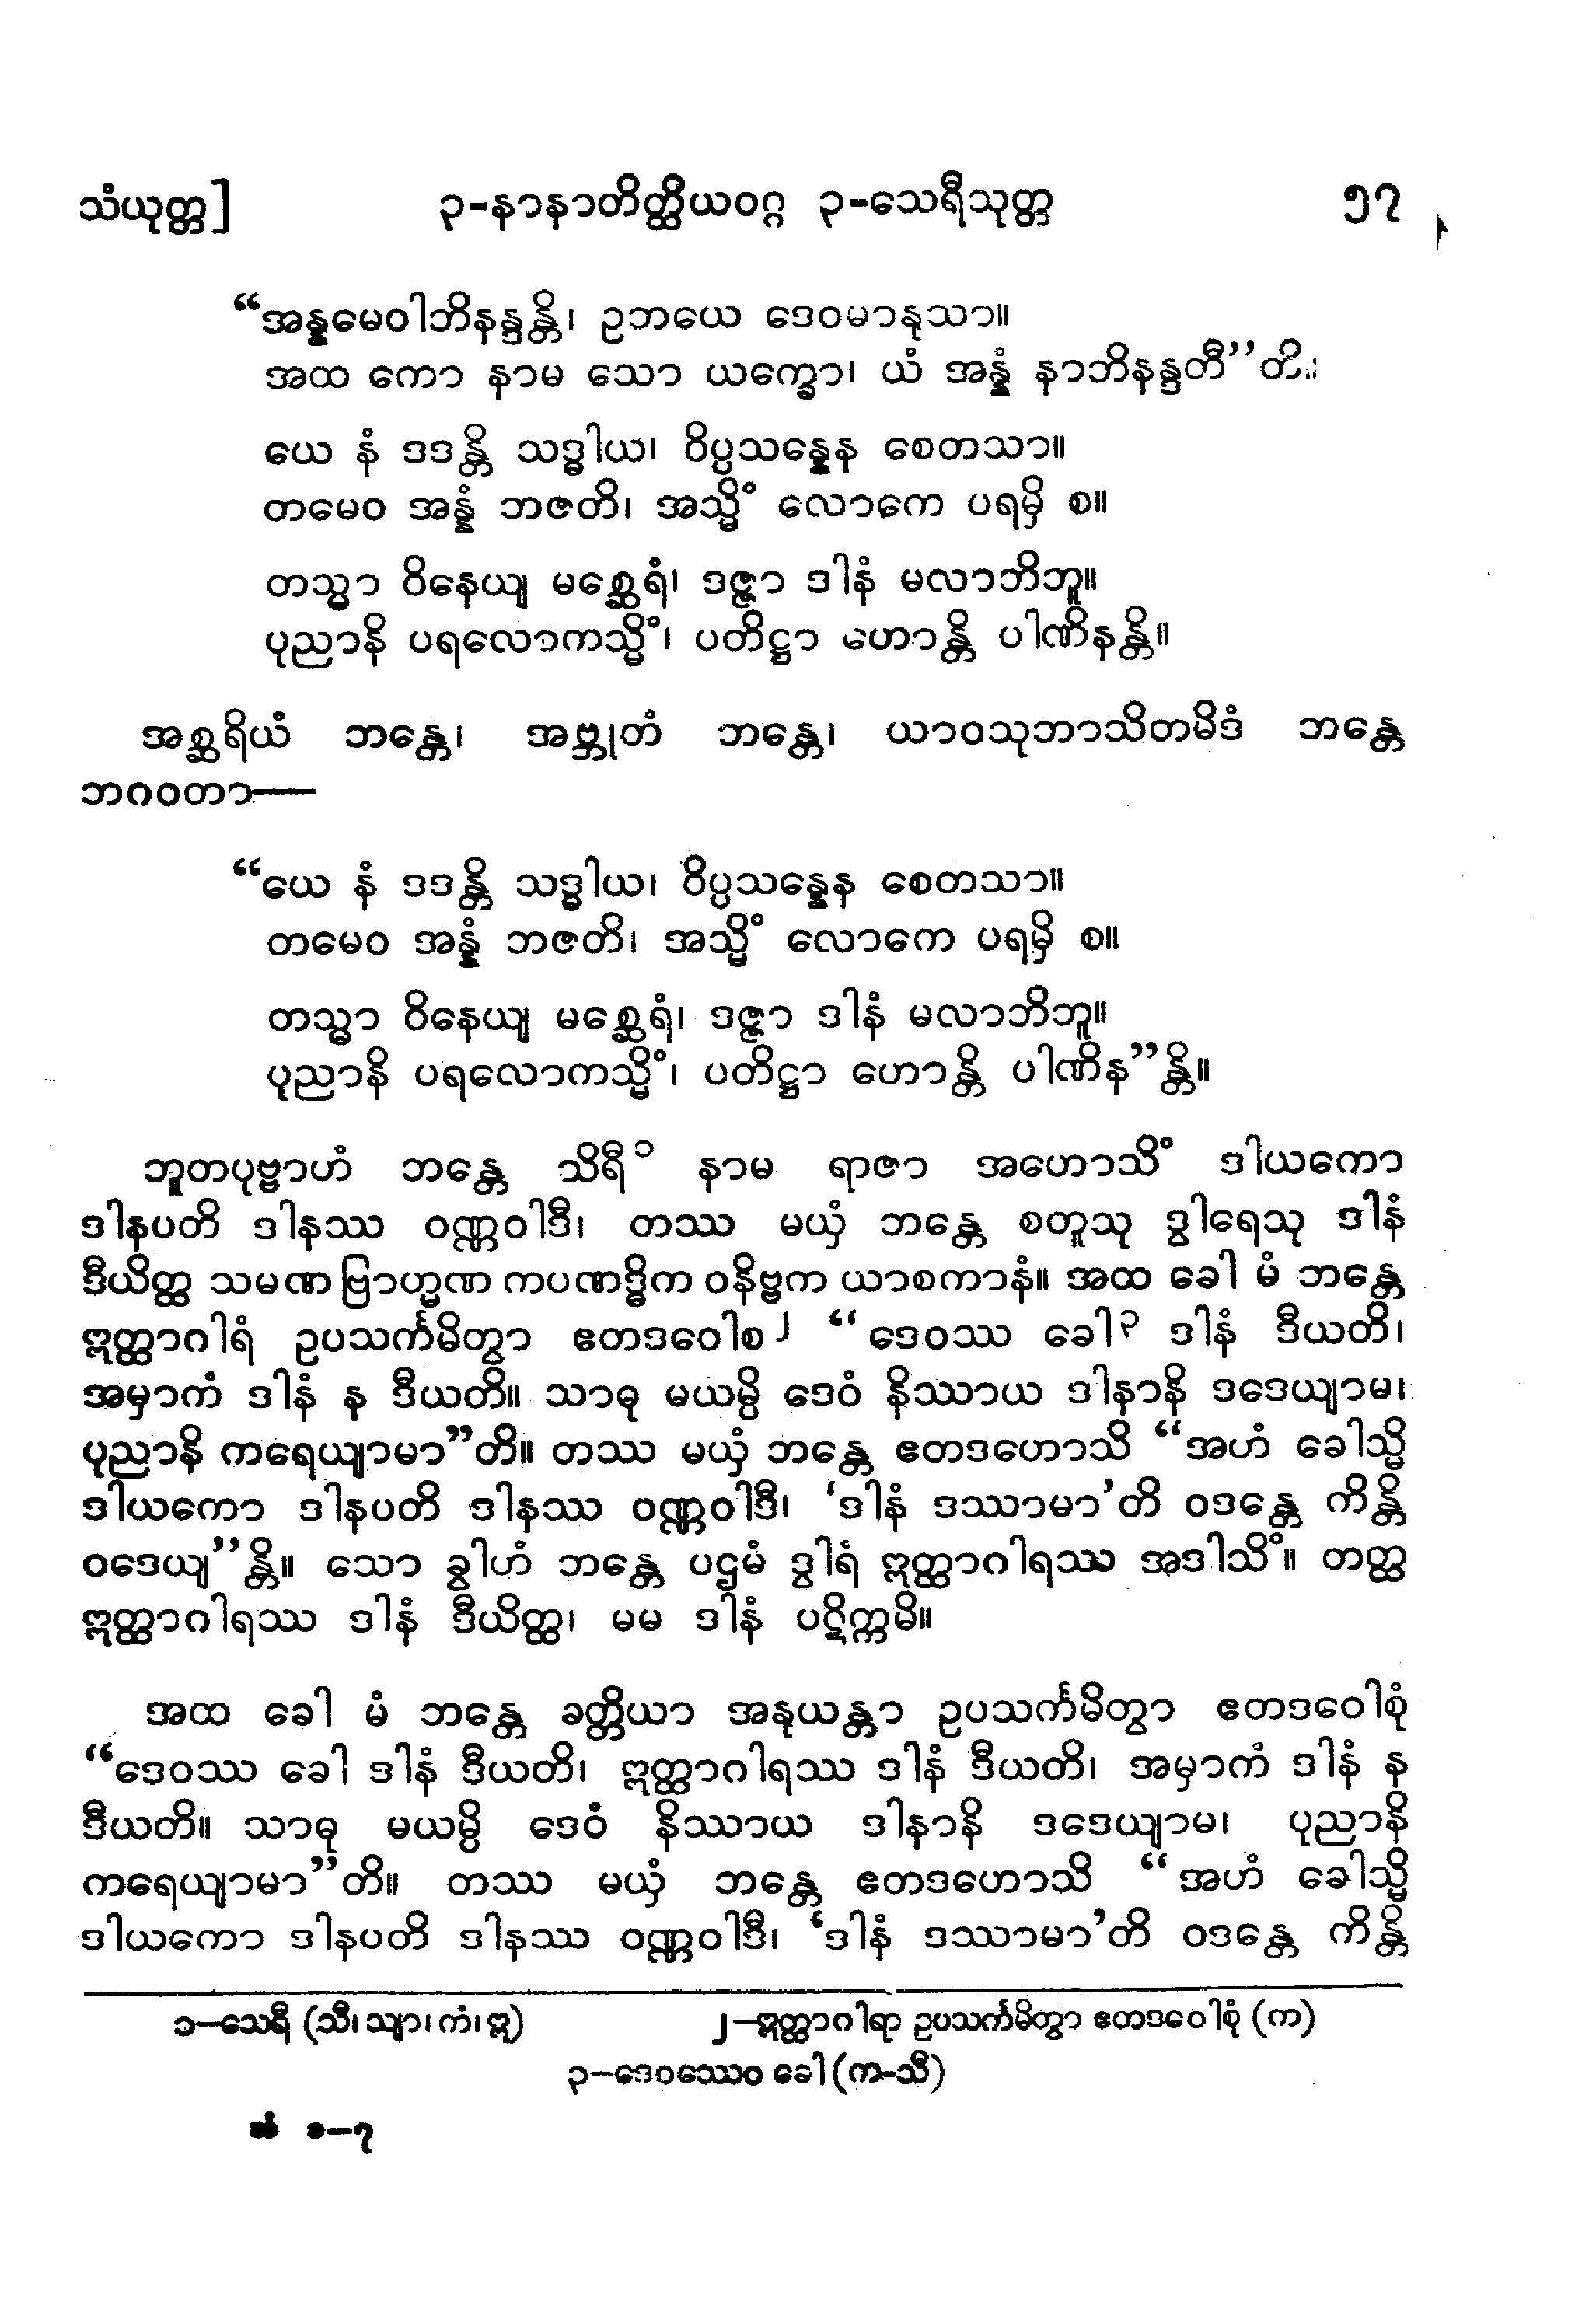 သံယုတ္တ] ၃-နာနာတိတ္ထိယဝဂ္ဂ ၃-သေရီသုတ္တ ၅၇
“အန္နမေဝါဘိနန္ဒန္တိ၊ ဥဘယေ ဒေဝမာနုသာ။
အထ ကော နာမ သော ယက္ခော၊ ယံ အန္နံ နာဘိနန္ဒတီ”တိ။
ယေ နံ ဒဒန္တိ သဒ္ဓါယ၊ ဝိပ္ပသန္နေန စေတသာ။
တမေဝ အန္နံ ဘဇတိ၊ အသ္မိံ လောကေ ပရမှိ စ။
တသ္မာ ဝိနေယျ မစ္ဆေရံ၊ ဒဇ္ဇာ ဒါနံ မလာဘိဘူ။
ပုညာနိ ပရလောကသ္မိံ၊ ပတိဋ္ဌာ ဟောန္တိ ပါဏိနန္တိ။
အစ္ဆရိယံ ဘန္တေ၊ အဗ္ဘုတံ ဘန္တေ၊ ယာဝသုဘာသိတမိဒံ ဘန္တေ
ဘဂဝတာ—
“ယေ နံ ဒဒန္တိ သဒ္ဓါယ၊ ဝိပ္ပသန္နေန စေတသာ။
တမေဝ အန္နံ ဘဇတိ၊ အသ္မိံ လောကေ ပရမှိ စ။
တသ္မာ ဝိနေယျ မစ္ဆေရံ၊ ဒဇ္ဇာ ဒါနံ မလာဘိဘူ။
ပုညာနိ ပရလောကသ္မိံ၊ ပတိဋ္ဌာ ဟောန္တိ ပါဏိန”န္တိ။
ဘူတပုဗ္ဗာဟံ ဘန္တေ သိရီ၁ နာမ ရာဇာ အဟောသိံ ဒါယကော
ဒါနပတိ ဒါနဿ ဝဏ္ဏဝါဒီ၊ တဿ မယှံ ဘန္တေ စတူသု ဒွါရေသု ဒါနံ
ဒီယိတ္ထ သမဏ ဗြာဟ္မဏ ကပဏဒ္ဓိက ဝနိဗ္ဗက ယာစကာနံ။ အထ ခေါ မံ ဘန္တေ
ဣတ္ထာဂါရံ ဥပသင်္ကမိတွာ ဧတဒဝေါစ၂ “ဒေဝဿ ခေါ၃ ဒါနံ ဒီယတိ၊
အမှာကံ ဒါနံ န ဒီယတိ။ သာဓု မယမ္ပိ ဒေဝံ နိဿာယ ဒါနာနိ ဒဒေယျာမ၊
ပုညာနိ ကရေယျာမာ”တိ။ တဿ မယှံ ဘန္တေ ဧတဒဟောသိ “အဟံ ခေါသ္မိ
ဒါယကော ဒါနပတိ ဒါနဿ ဝဏ္ဏဝါဒီ၊ ‘ဒါနံ ဒဿာမာ’တိ ဝဒန္တေ ကိန္တိ
ဝဒေယျ”န္တိ။ သော ခွါဟံ ဘန္တေ ပဌမံ ဒွါရံ ဣတ္ထာဂါရဿ အဒါသိံ။ တတ္ထ
ဣတ္ထာဂါရဿ ဒါနံ ဒီယိတ္ထ၊ မမ ဒါနံ ပဋိက္ကမိ။
အထ ခေါ မံ ဘန္တေ ခတ္တိယာ အနုယန္တာ ဥပသင်္ကမိတွာ ဧတဒဝေါစုံ
“ဒေဝဿ ခေါ ဒါနံ ဒီယတိ၊ ဣတ္ထာဂါရဿ ဒါနံ ဒီယတိ၊ အမှာကံ ဒါနံ န
ဒီယတိ။ သာဓု မယမ္ပိ ဒေဝံ နိဿာယ ဒါနာနိ ဒဒေယျာမ၊ ပုညာနိ
ကရေယျာမာ”တိ။ တဿ မယှံ ဘန္တေ ဧတဒဟောသိ “အဟံ ခေါသ္မိ
ဒါယကော ဒါနပတိ ဒါနဿ ဝဏ္ဏဝါဒီ၊ ‘ဒါနံ ဒဿာမာ’တိ ဝဒန္တေ ကိန္တိ
၁—သေရီ (သီ၊ သျာ၊ ကံ၊ ဣ) ၂—ဣတ္ထာဂါရာ ဥပသင်္ကမိတွာ ဧတဒဝေါစုံ (က)
၃—ဒေဝဿေဝ ခေါ (က-သီ)
သံ ၁—၇